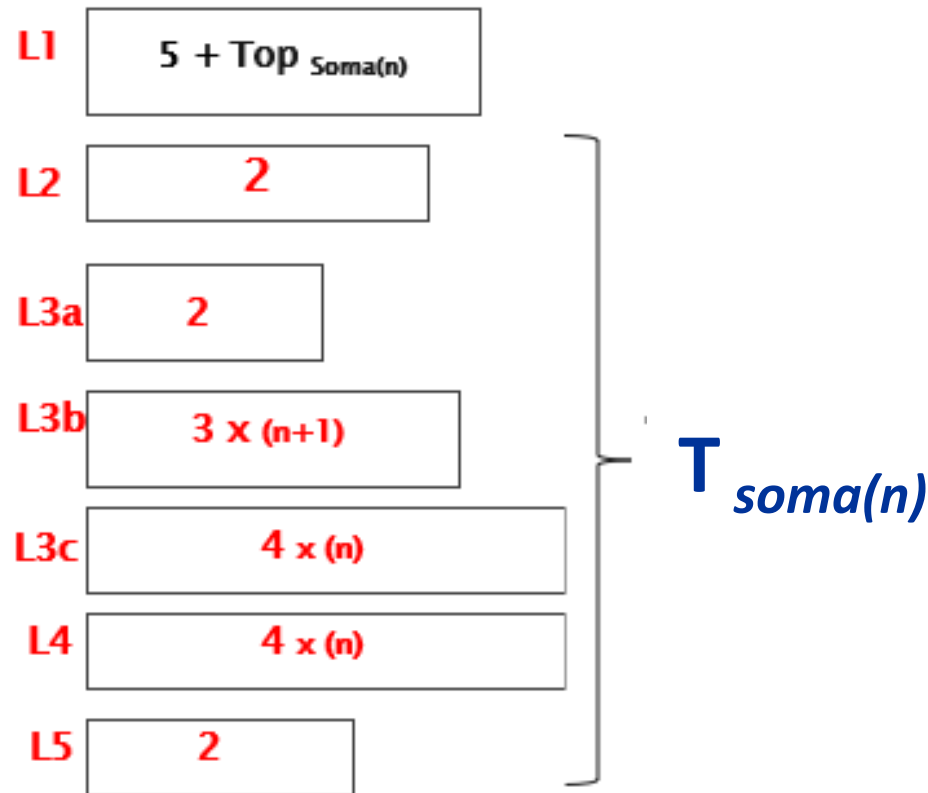 L1 5 + Top Soma(n)
L2 2
L3a 2
L3b 3 x (n+1)
T soma(n)
L3c 4 x (n)
L4 4 x (n)
L5 2